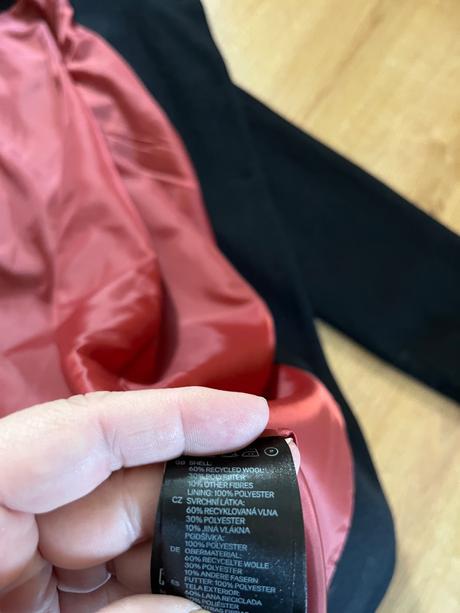 GB SHELL:
60% RECYCLED WOOL
30% POLYESTER
10% OTHER FIBRES
LINING: 100% POLYESTER
CZ SVRCHNÍ LÁTKA:
60% RECYKLOVANÁ VLNA
30% POLYESTER
10% JINÁ VLÁKNA
PODŠÍVKA:
100% POLYESTER
DE OBERMATERIAL:
60% RECYCELTE WOLLE
30% POLYESTER
10% ANDERE FASERN
FUTTER: 100% POLYESTER
ES TELA EXTERIOR:
60% LANA RECICLADA